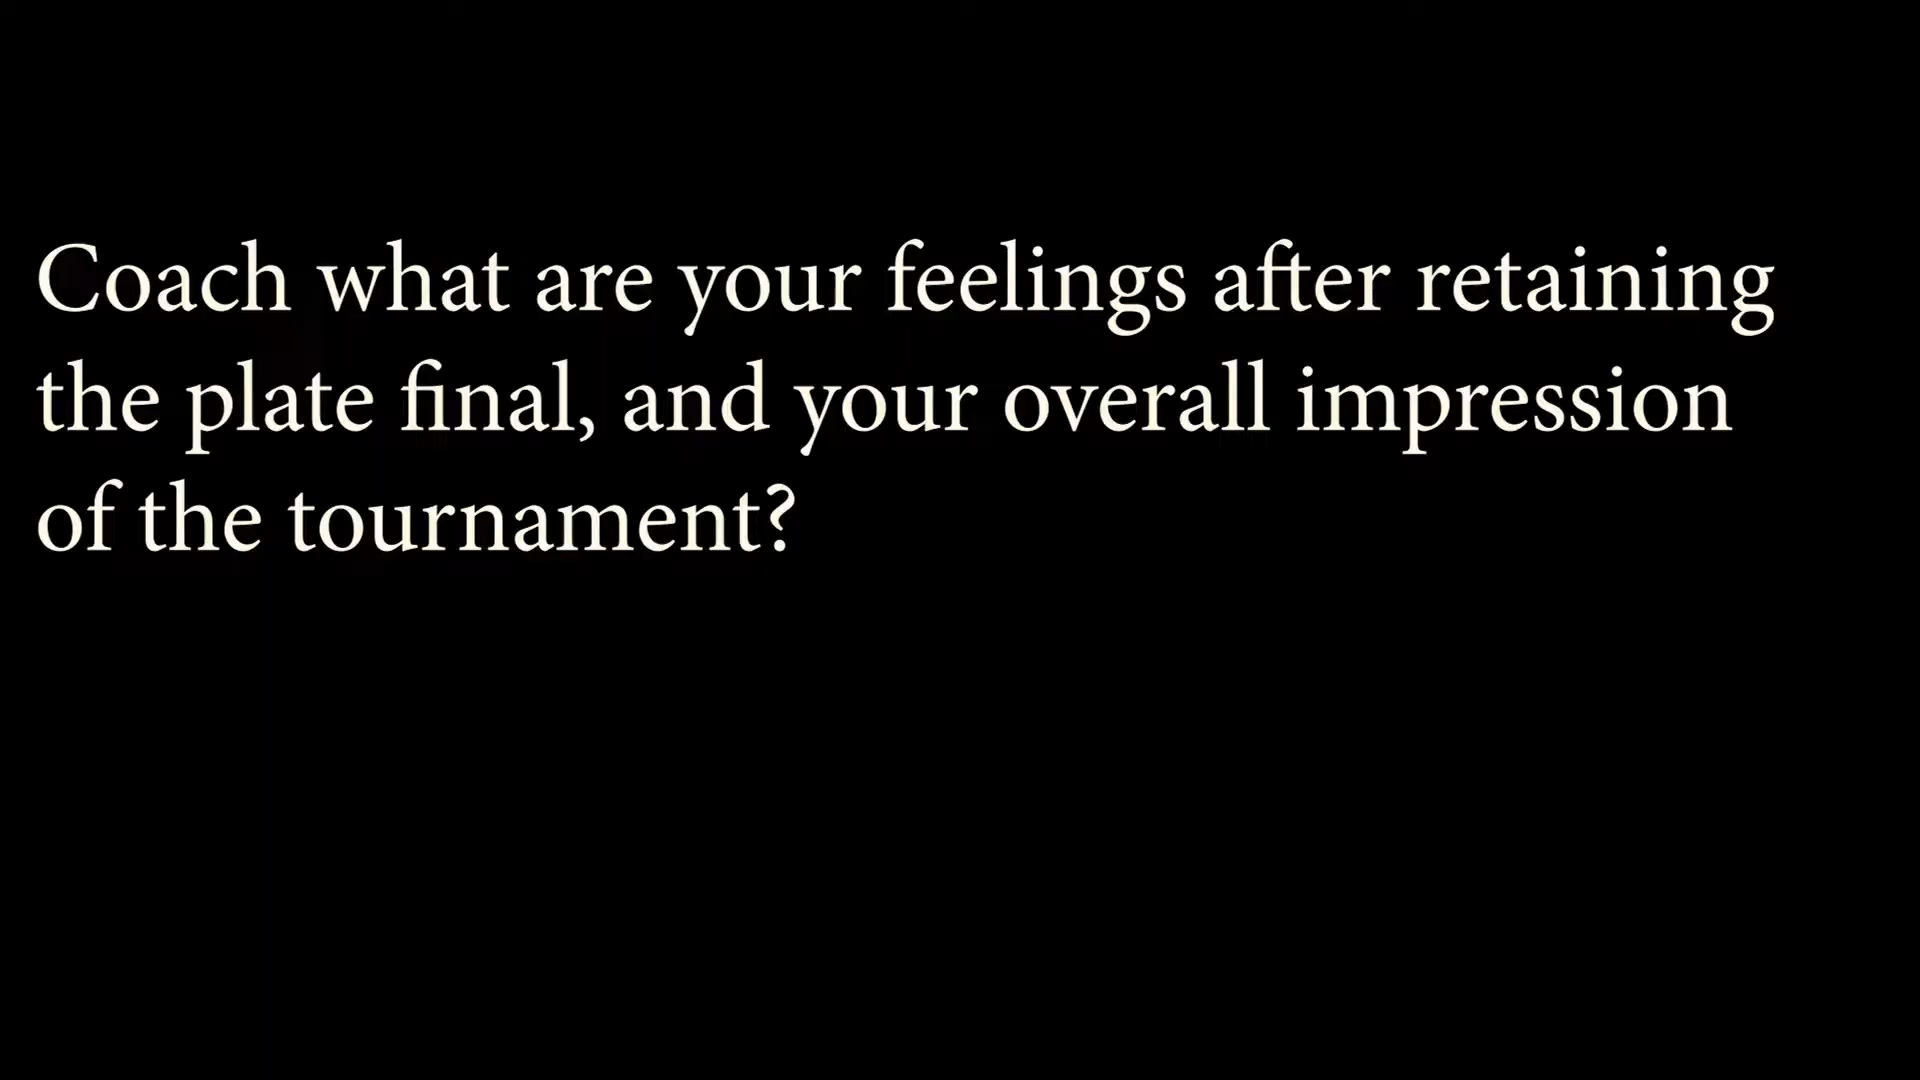 Coach what are your feelings after retaining
the plate final, and your overall impression
of the tournament?